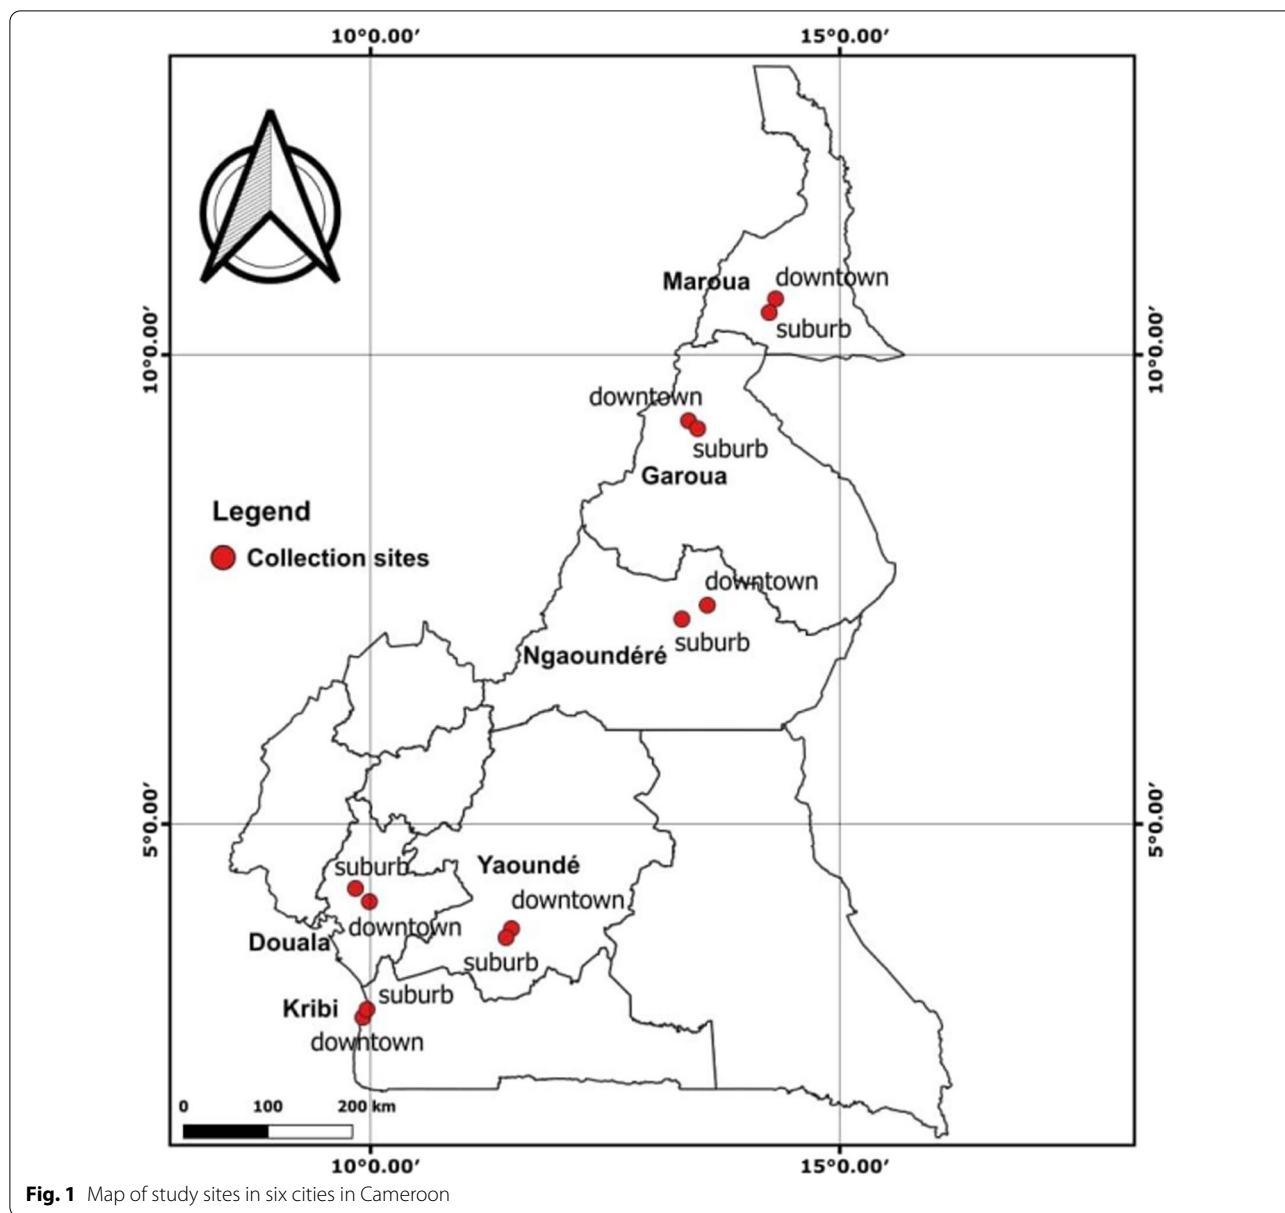 10°0.00′ 15°0.00′
Maroua downtown
suburb
10°0.00′ 10°0.00′
downtown
suburb
Garoua
Legend
Collection sites
downtown
suburb
Ngaoundéré
5°0.00′ 5°0.00′
suburb Yaoundé
downtown
downtown
Douala
suburb
suburb
Kribi
downtown
0 100 200 km
10°0.00′ 15°0.00′
Fig. 1 Map of study sites in six cities in Cameroon